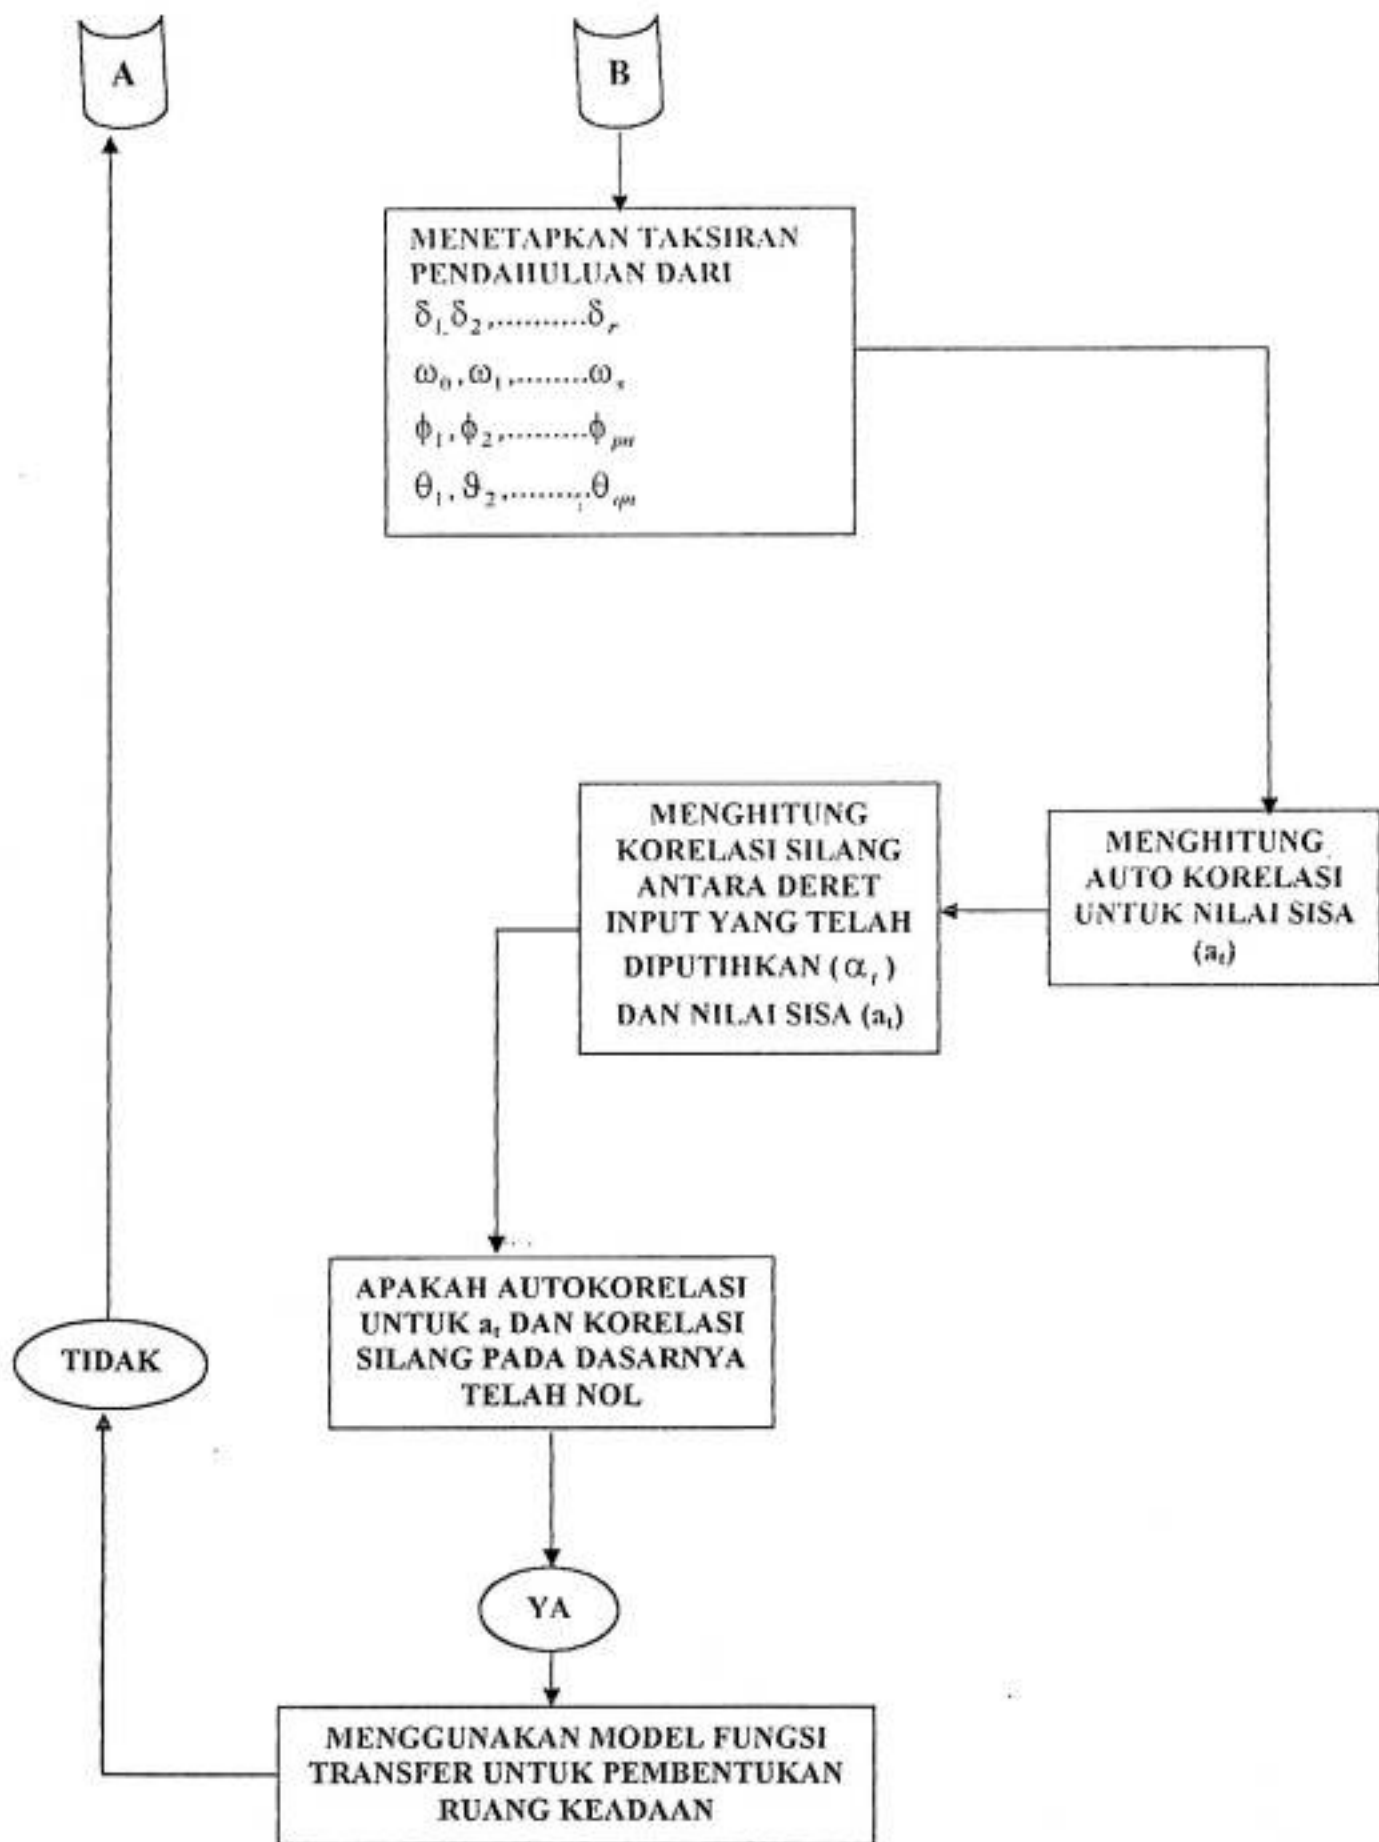 A
B
MENETAPKAN TAKSIRAN
PENDAHULUAN DARI
δ₁, δ₂,..........δᵣ
ω₀, ω₁,........ωₛ
ϕ₁, ϕ₂,.........ϕₚₙ
θ₁, ϑ₂,.........θqn
MENGHITUNG
KORELASI SILANG
ANTARA DERET
INPUT YANG TELAH
DIPUTIHKAN (αₜ)
DAN NILAI SISA (aₜ)
MENGHITUNG
AUTO KORELASI
UNTUK NILAI SISA
(aₜ)
APAKAH AUTOKORELASI
UNTUK aₜ DAN KORELASI
SILANG PADA DASARNYA
TELAH NOL
TIDAK
YA
MENGGUNAKAN MODEL FUNGSI
TRANSFER UNTUK PEMBENTUKAN
RUANG KEADAAN